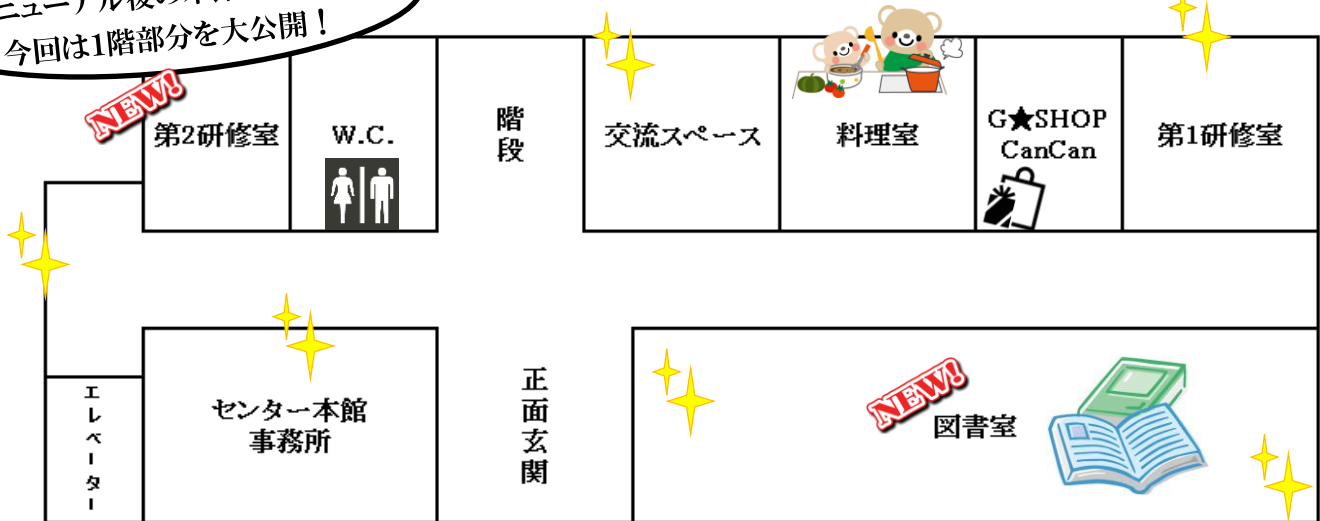 ニューアル後の
今回は1階部分を大公開！
NEW!
第2研修室
W.C.
階段
交流スペース
料理室
G★SHOP
CanCan
第1研修室
エレベーター
センター本館
事務所
正面玄関
NEW!
図書室